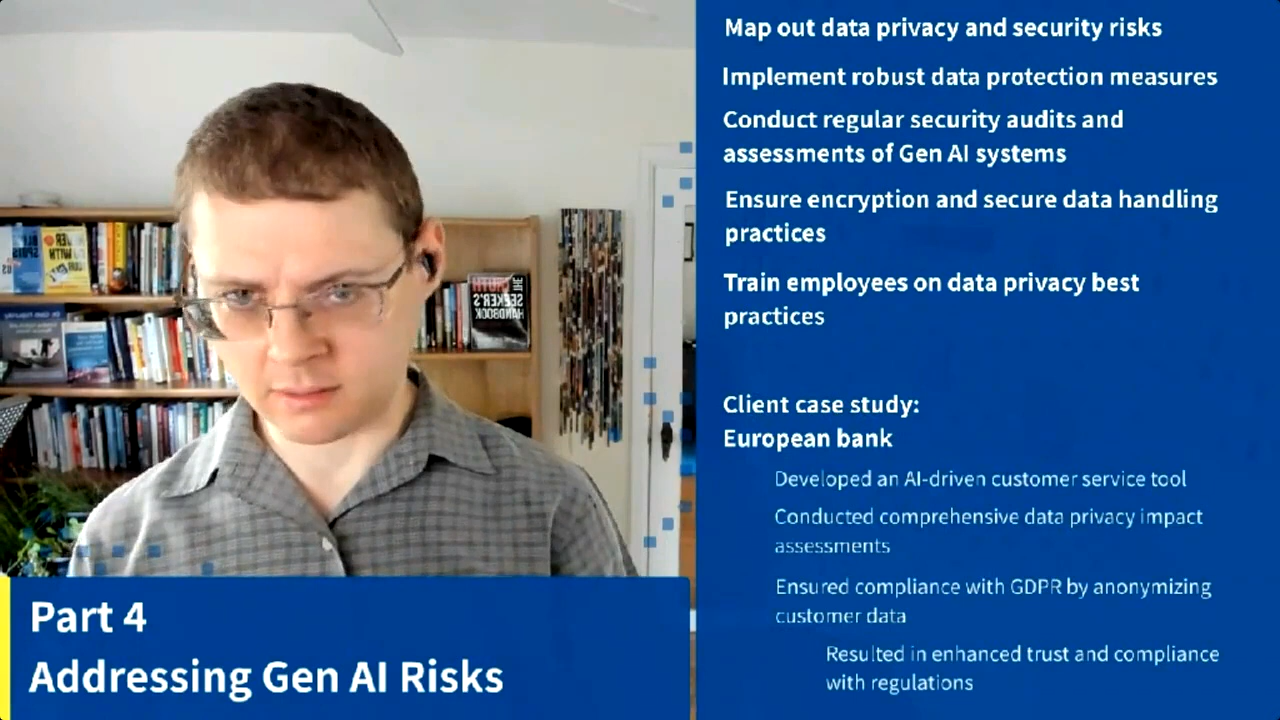 Map out data privacy and security risks
Implement robust data protection measures
Conduct regular security audits and
assessments of Gen AI systems
Ensure encryption and secure data handling
practices
Train employees on data privacy best
practices
Client case study:
European bank
Developed an AI-driven customer service tool
Conducted comprehensive data privacy impact
assessments
Ensured compliance with GDPR by anonymizing
customer data
Resulted in enhanced trust and compliance
with regulations
Part 4
Addressing Gen AI Risks
THE
TRUTH
SEEKER'S
HANDBOOK